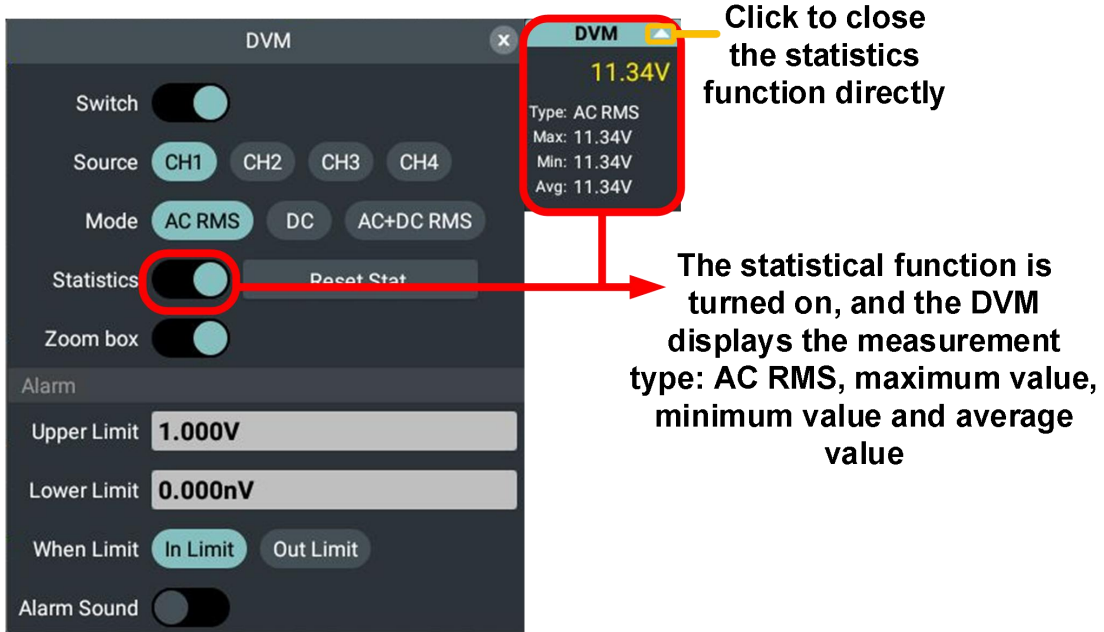 DVM
Switch
Source CH1 CH2 CH3 CH4
Mode AC RMS DC AC+DC RMS
Statistics Reset Stat
Zoom box
Alarm
Upper Limit 1.000V
Lower Limit 0.000nV
When Limit In Limit Out Limit
Alarm Sound
DVM
11.34V
Type: AC RMS
Max: 11.34V
Min: 11.34V
Avg: 11.34V
Click to close
the statistics
function directly
The statistical function is
turned on, and the DVM
displays the measurement
type: AC RMS, maximum value,
minimum value and average
value